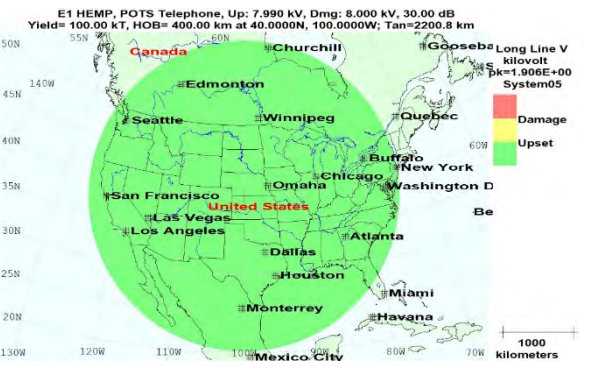 E1 HEMP, POTS Telephone, Up: 7.990 kV, Dmg: 8.000 kV, 30.00 dB
Yield= 100.00 kT, HOB= 400.00 km at 40.0000N, 100.0000W; Tan=2200.8 km
50N
55N
60N
Canada
Churchill
Gooseba
Long Line V
kilovolt
pk=1.906E+00
System05
S
140W
Edmonton
45N
Damage
Seattle
Winnipeg
Quebec
40N
60W
Upset
Buffalo
New York
Chicago
35N
Omaha
Washington D
San Francisco
United States
Be
Las Vegas
30N
Los Angeles
Atlanta
Dallas
25N
Houston
Miami
20N
Monterrey
Havana
1000
kilometers
130W
120W
110W
100W
90W
80W
70W
Mexico City